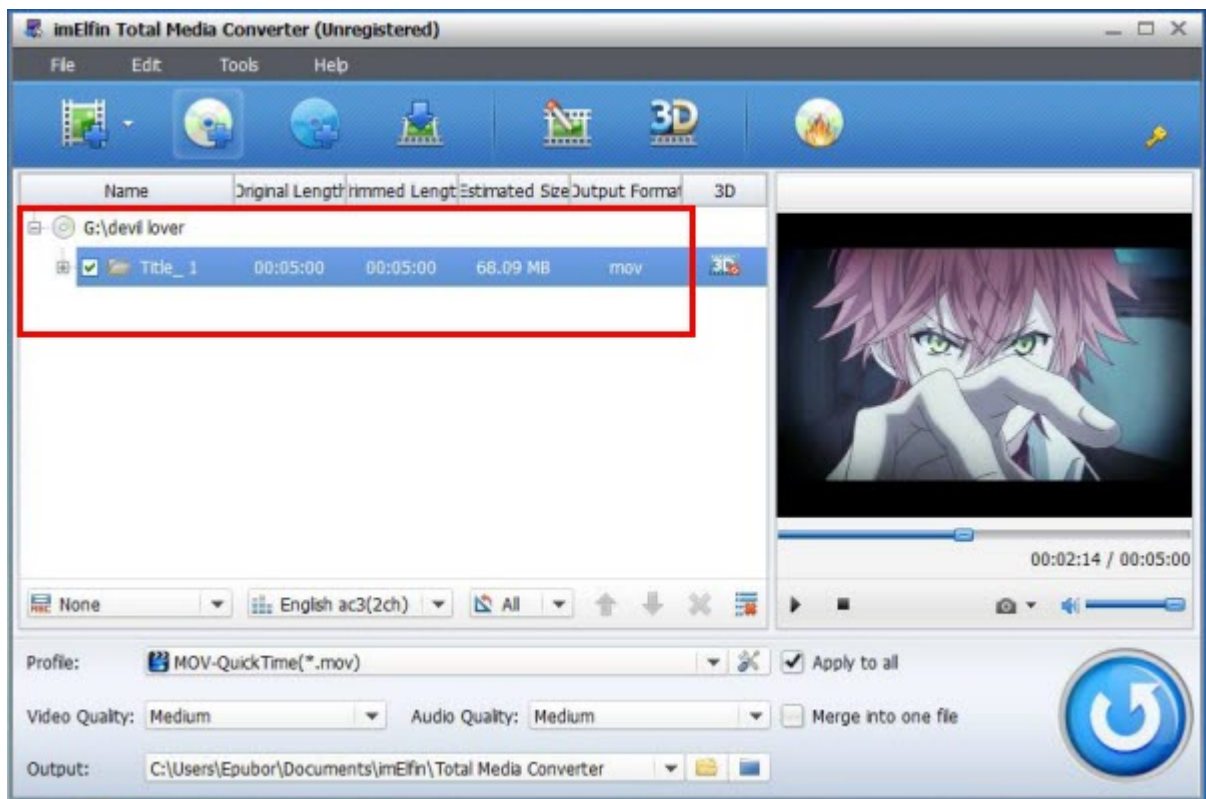 imElfin Total Media Converter (Unregistered)
File Edit Tools Help
3D
Name Original Length Trimmed Lengt Estimated Size Output Format 3D
G:\devil lover
Title_ 1 00:05:00 00:05:00 68.09 MB mov 3D
00:02:14 / 00:05:00
None English ac3(2ch) All
Profile: MOV-QuickTime(*.mov) Apply to all
Video Quality: Medium Audio Quality: Medium Merge into one file
Output: C:\Users\Epubor\Documents\imElfin\Total Media Converter